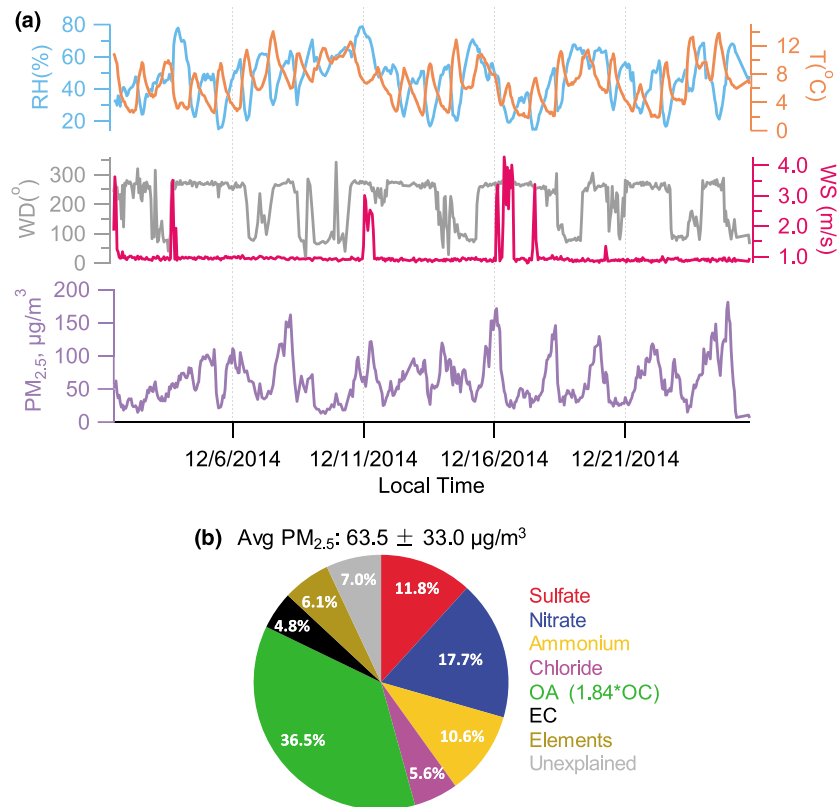 (a)
80
60
40
20
RH(%)
12
8
4
0
Tr(°C)
300
200
100
0
WD(°)
4.0
3.0
2.0
1.0
WS (m/s)
200
150
100
50
0
PM2.5, µg/m3
12/6/2014
12/11/2014
12/16/2014
12/21/2014
Local Time
(b) Avg PM2.5: 63.5 ± 33.0 µg/m3
7.0%
11.8%
6.1%
4.8%
17.7%
36.5%
10.6%
5.6%
Sulfate
Nitrate
Ammonium
Chloride
OA (1.84*OC)
EC
Elements
Unexplained